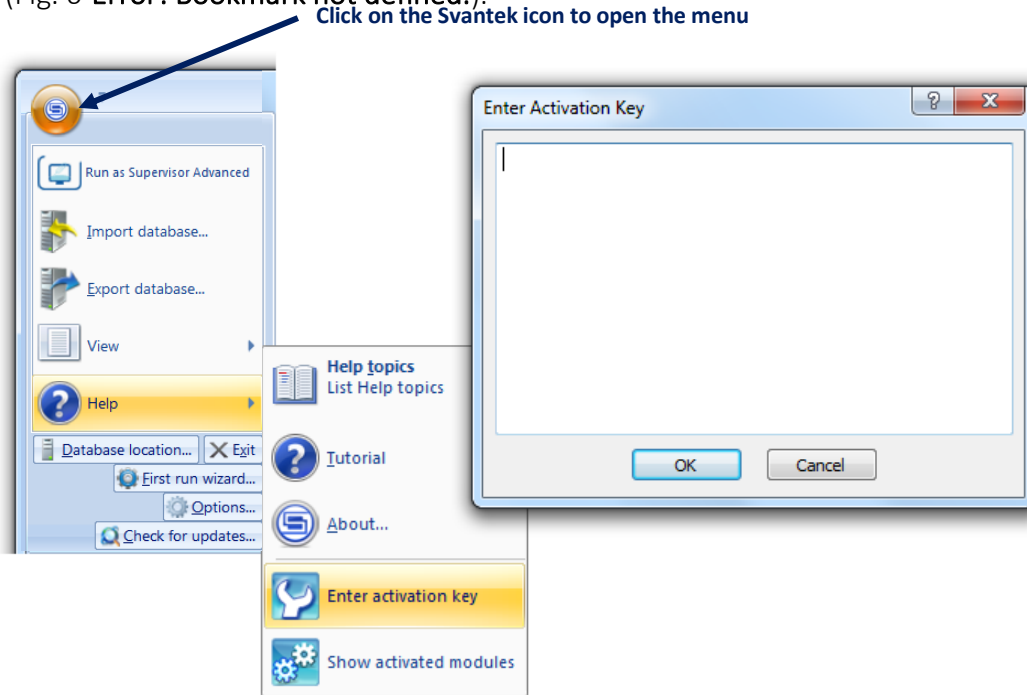 (Fig. 6 Error! Bookmark not defined.).
Click on the Svantek icon to open the menu
Run as Supervisor Advanced
Import database...
Export database...
View
Help
Database location...
Exit
First run wizard...
Options...
Check for updates...
Help topics
List Help topics
Tutorial
About...
Enter activation key
Show activated modules
Enter Activation Key
OK
Cancel